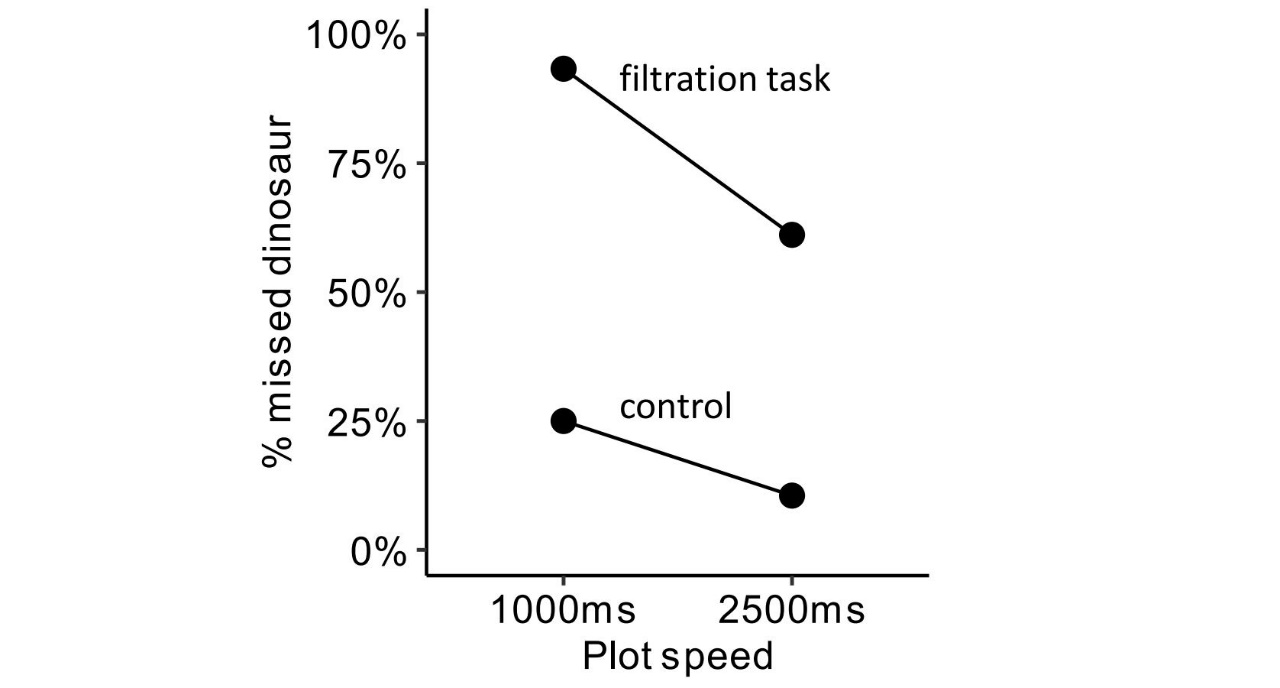 100%
75%
50%
25%
0%
% missed dinosaur
filtration task
control
1000ms
2500ms
Plot speed